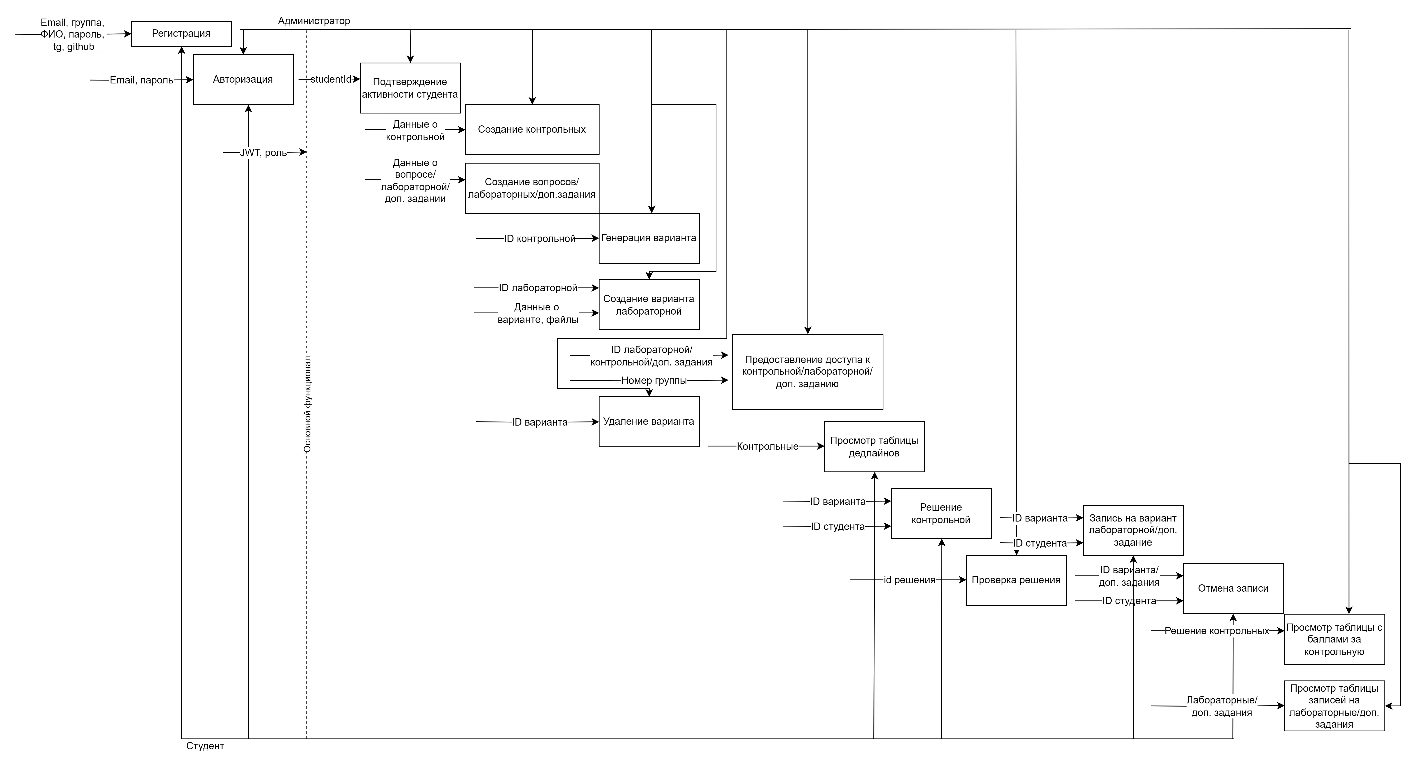 Администратор
Email, группа,
ФИО, пароль,
tg, github
Регистрация
Email, пароль
Авторизация
studentId
Подтверждение
активности студента
Данные о
контрольной
Создание контрольных
JWT, роль
Данные о
вопросе/
лабораторной/
доп. задании
Создание вопросов/
лабораторных/доп.задания
ID контрольной
Генерация варианта
ID лабораторной
Данные о
варианто, файлы
Создание варианта
лабораторной
Основной функционал
ID лабораторной/
контрольной/доп. задания
Номер группы
Предоставление доступа к
контрольной/лабораторной/
доп. заданию
ID варианта
Удаление варианта
Контрольные
Просмотр таблицы
дедлайнов
ID варианта
ID студента
Решение
контрольной
ID варианта
ID студента
Запись на вариант
лабораторной/доп.
задание
id решения
Проверка решения
ID варианта/
доп. задания
ID студента
Отмена записи
Решение контрольных
Просмотр таблицы с
баллами за
контрольную
Лабораторные/
доп. задания
Просмотр таблицы
записей на
лабораторные/доп.
задания
Студент